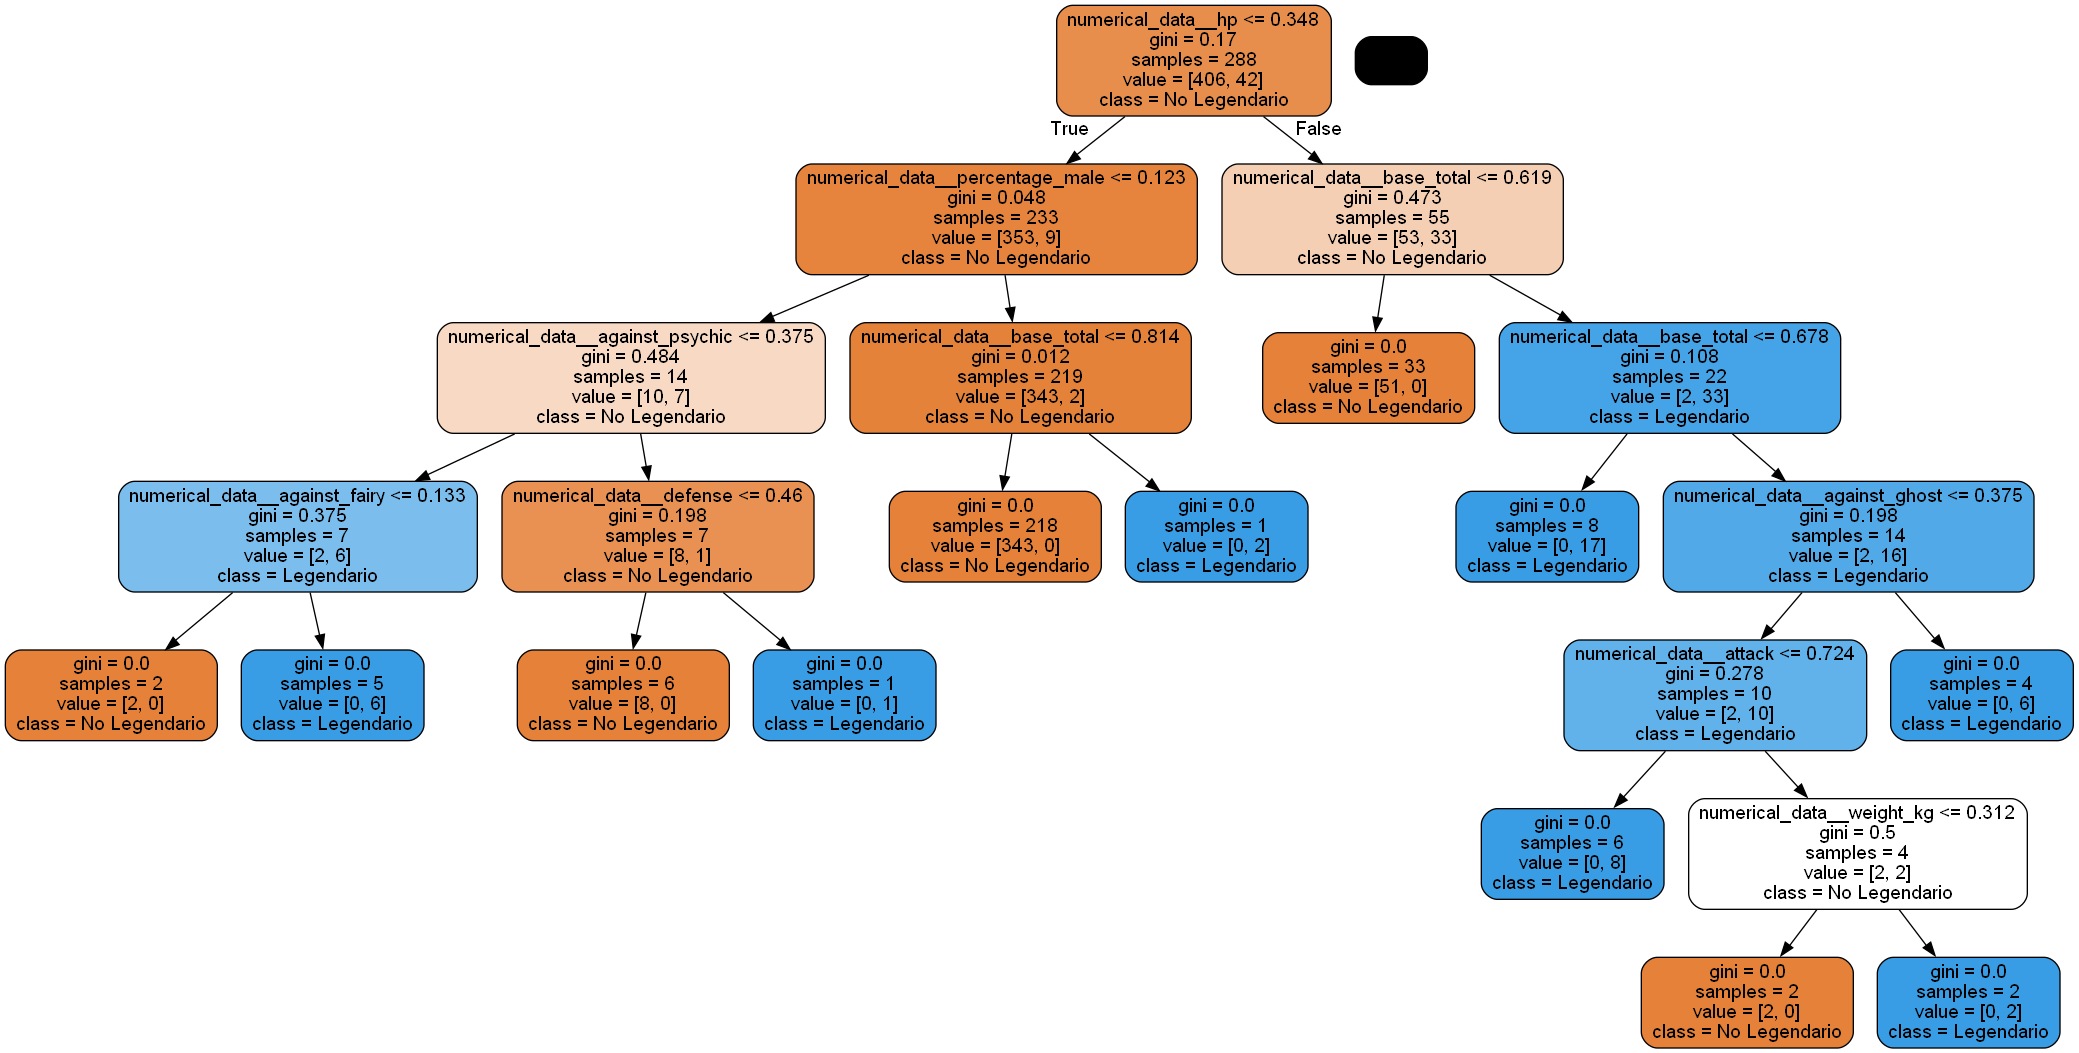 numerical_data__hp <= 0.348
gini = 0.17
samples = 288
value = [406, 42]
class = No Legendario
True
False
numerical_data__percentage_male <= 0.123
gini = 0.048
samples = 233
value = [353, 9]
class = No Legendario
numerical_data__base_total <= 0.619
gini = 0.473
samples = 55
value = [53, 33]
class = No Legendario
numerical_data__against_psychic <= 0.375
gini = 0.484
samples = 14
value = [10, 7]
class = No Legendario
numerical_data__base_total <= 0.814
gini = 0.012
samples = 219
value = [343, 2]
class = No Legendario
gini = 0.0
samples = 33
value = [51, 0]
class = No Legendario
numerical_data__base_total <= 0.678
gini = 0.108
samples = 22
value = [2, 33]
class = Legendario
numerical_data__against_fairy <= 0.133
gini = 0.375
samples = 7
value = [2, 6]
class = Legendario
numerical_data__defense <= 0.46
gini = 0.198
samples = 7
value = [8, 1]
class = No Legendario
gini = 0.0
samples = 218
value = [343, 0]
class = No Legendario
gini = 0.0
samples = 1
value = [0, 2]
class = Legendario
gini = 0.0
samples = 8
value = [0, 17]
class = Legendario
numerical_data__against_ghost <= 0.375
gini = 0.198
samples = 14
value = [2, 16]
class = Legendario
gini = 0.0
samples = 2
value = [2, 0]
class = No Legendario
gini = 0.0
samples = 5
value = [0, 6]
class = Legendario
gini = 0.0
samples = 6
value = [8, 0]
class = No Legendario
gini = 0.0
samples = 1
value = [0, 1]
class = Legendario
numerical_data__attack <= 0.724
gini = 0.278
samples = 10
value = [2, 10]
class = Legendario
gini = 0.0
samples = 4
value = [0, 6]
class = Legendario
gini = 0.0
samples = 6
value = [0, 8]
class = Legendario
numerical_data__weight_kg <= 0.312
gini = 0.5
samples = 4
value = [2, 2]
class = No Legendario
gini = 0.0
samples = 2
value = [2, 0]
class = No Legendario
gini = 0.0
samples = 2
value = [0, 2]
class = Legendario